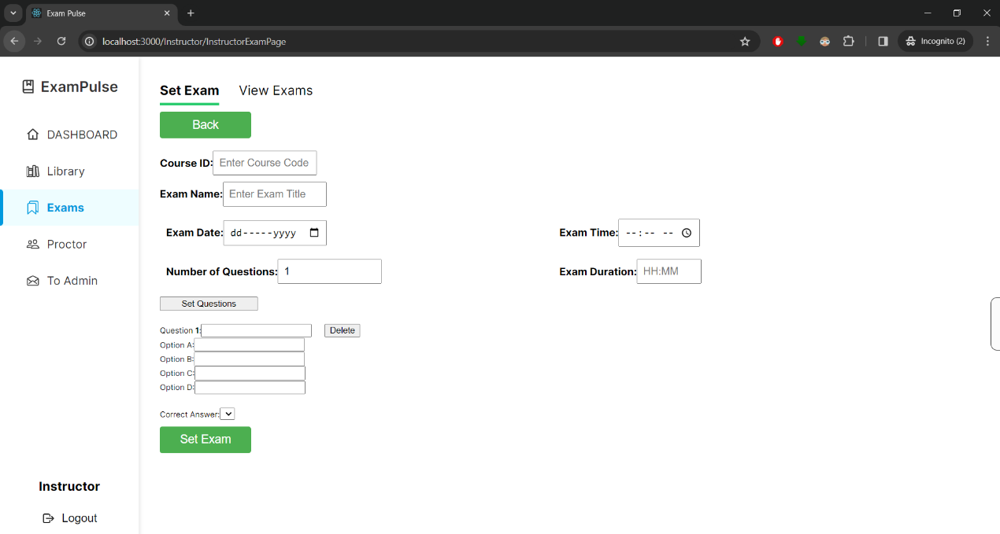 Exam Pulse
localhost:3000/Instructor/InstructorExamPage
Incognito (2)
ExamPulse
DASHBOARD
Library
Exams
Proctor
To Admin
Instructor
Logout
Set Exam View Exams
Back
Course ID: Enter Course Code
Exam Name: Enter Exam Title
Exam Date: dd-----yyyy Exam Time: --:-- --
Number of Questions: 1 Exam Duration: HH:MM
Set Questions
Question 1: Delete
Option A:
Option B:
Option C:
Option D:
Correct Answer:
Set Exam